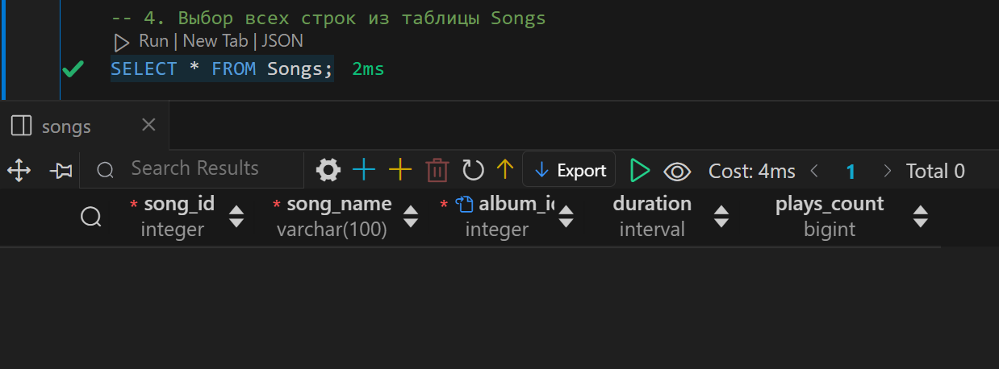 -- 4. Выбор всех строк из таблицы Songs
Run | New Tab | JSON
SELECT * FROM Songs; 2ms
songs
Search Results Export Cost: 4ms 1 Total 0
* song_id * song_name * album_i duration plays_count
integer varchar(100) integer interval bigint